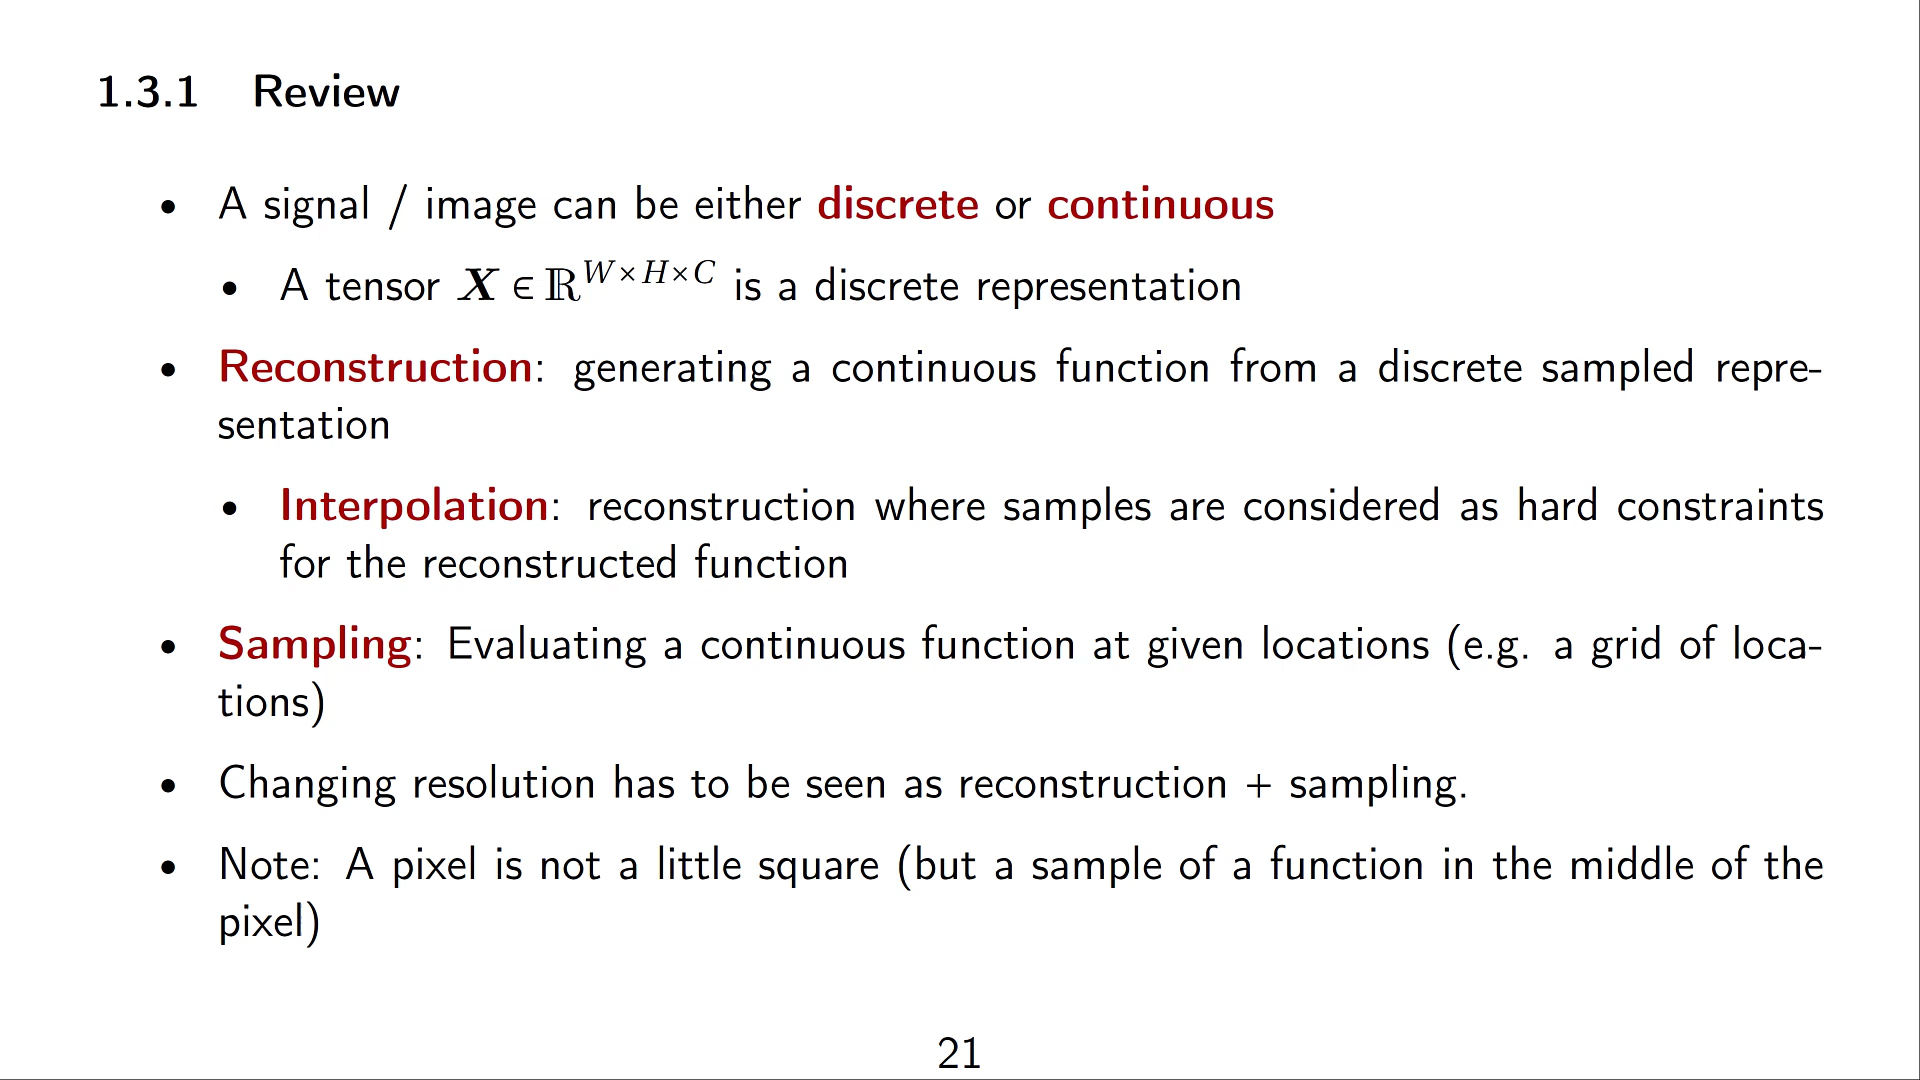 1.3.1 Review
• A signal / image can be either discrete or continuous
• A tensor X ∈ ℝ^{W×H×C} is a discrete representation
• Reconstruction: generating a continuous function from a discrete sampled repre-
sentation
• Interpolation: reconstruction where samples are considered as hard constraints
for the reconstructed function
• Sampling: Evaluating a continuous function at given locations (e.g. a grid of loca-
tions)
• Changing resolution has to be seen as reconstruction + sampling.
• Note: A pixel is not a little square (but a sample of a function in the middle of the
pixel)
21